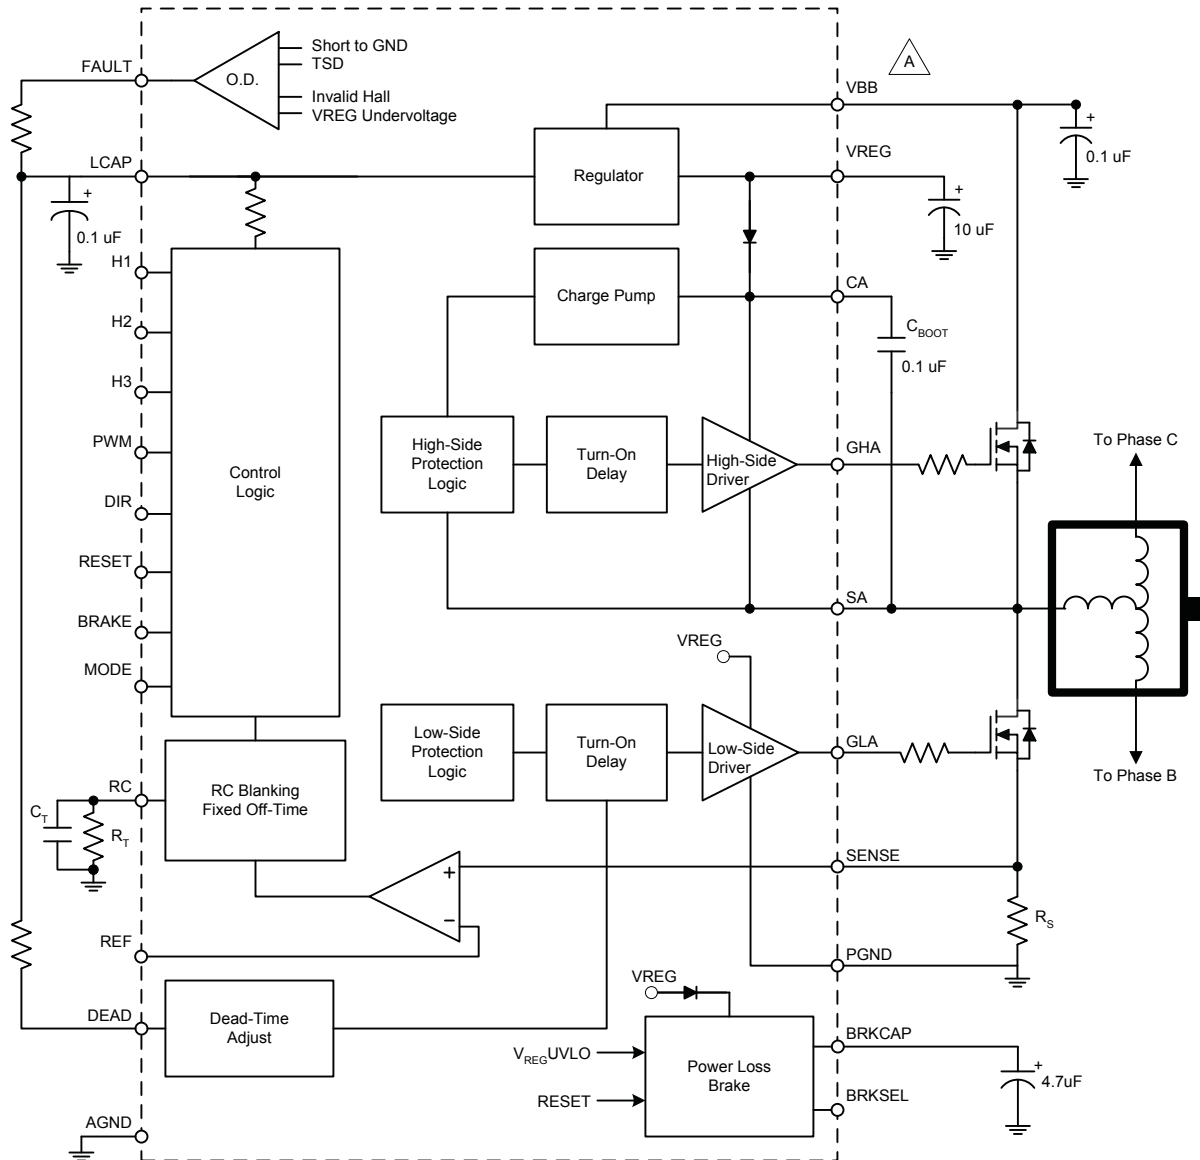 FAULT
O.D.
Short to GND
TSD
Invalid Hall
VREG Undervoltage
A
VBB
+
0.1 uF
LCAP
+
0.1 uF
Regulator
VREG
+
10 uF
H1
H2
H3
PWM
DIR
RESET
BRAKE
MODE
Control
Logic
Charge Pump
CA
CBOOT
0.1 uF
High-Side
Protection
Logic
Turn-On
Delay
High-Side
Driver
GHA
To Phase C
SA
VREG
Low-Side
Protection
Logic
Turn-On
Delay
Low-Side
Driver
GLA
To Phase B
RC
CT
RT
RC Blanking
Fixed Off-Time
+
–
SENSE
RS
REF
PGND
DEAD
Dead-Time
Adjust
VREG
VREGUVLO
RESET
Power Loss
Brake
BRKCAP
+
4.7uF
BRKSEL
AGND